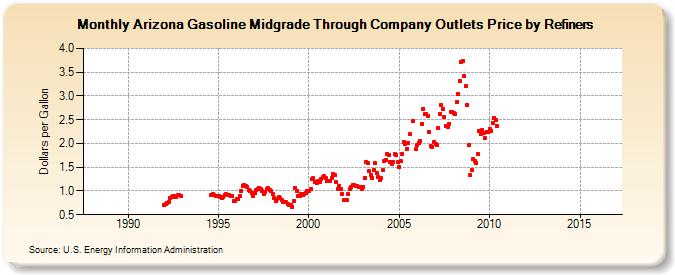 Monthly Arizona Gasoline Midgrade Through Company Outlets Price by Refiners
Dollars per Gallon
4.0
3.5
3.0
2.5
2.0
1.5
1.0
0.5
1990 1995 2000 2005 2010 2015
Source: U.S. Energy Information Administration